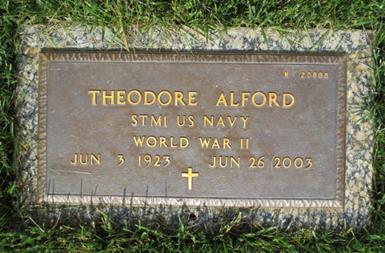 THEODORE ALFORD
STM1 US NAVY
WORLD WAR II
JUN 3 1923 JUN 26 2003